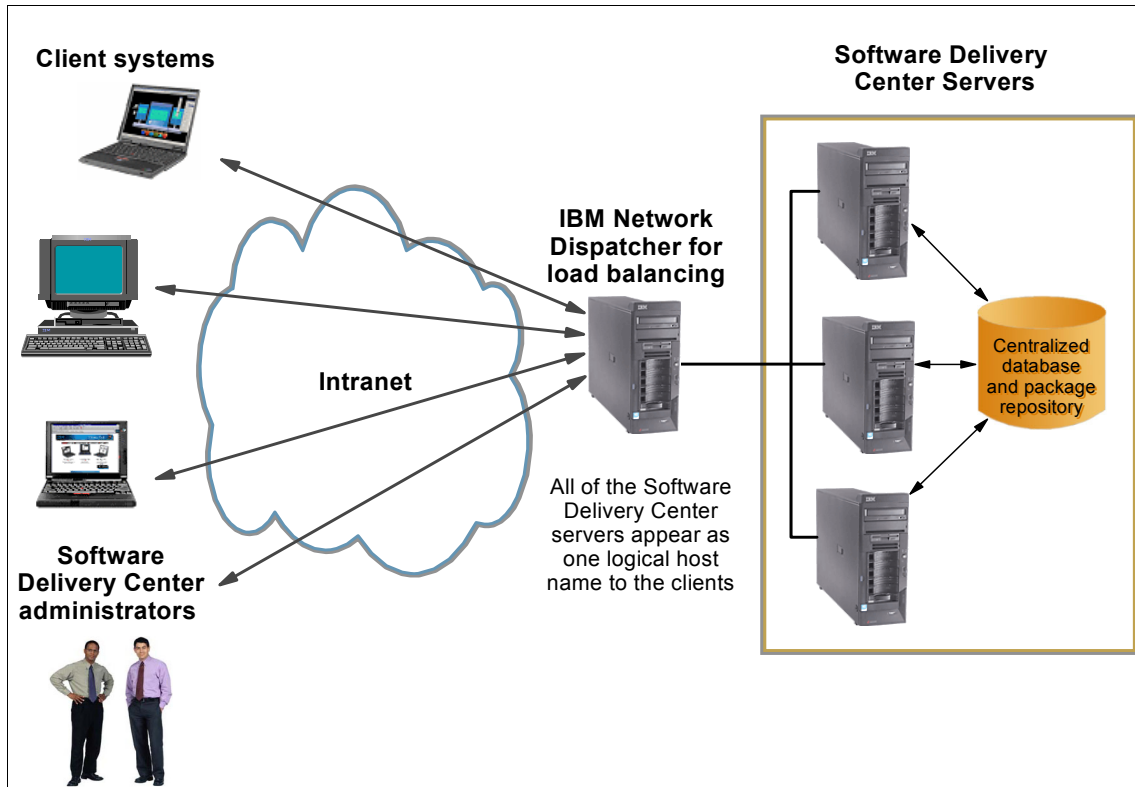 Client systems
Software Delivery
Center Servers
IBM Network
Dispatcher for
load balancing
Intranet
Centralized
database
and package
repository
All of the Software
Delivery Center
servers appear as
one logical host
name to the clients
Software
Delivery Center
administrators